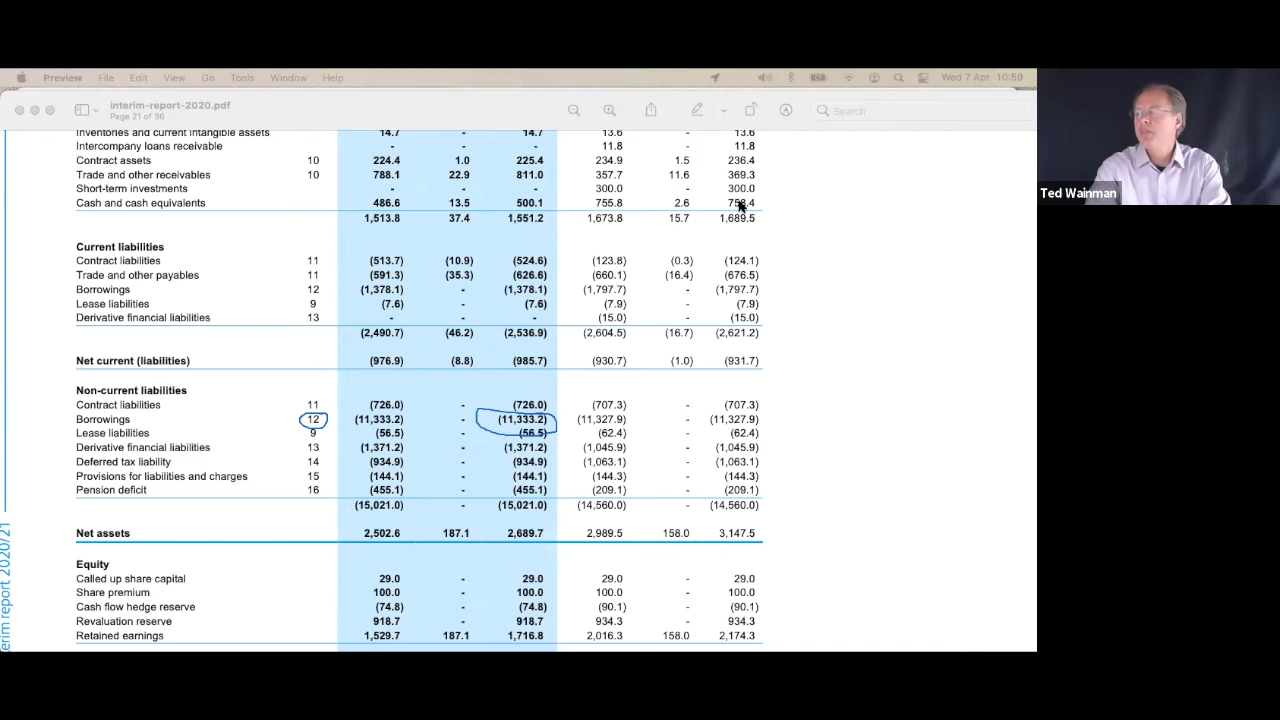 Preview File Edit View Go Tools Window Help Wed 7 Apr 10:59
interim-report-2020.pdf
Page 21 of 36
Search
Inventories and current intangible assets 14.7 - 14.7 13.6 - 13.6
Intercompany loans receivable - - - 11.8 - 11.8
Contract assets 10 224.4 1.0 225.4 234.9 1.5 236.4
Trade and other receivables 10 788.1 22.9 811.0 357.7 11.6 369.3
Short-term investments - - - 300.0 - 300.0
Cash and cash equivalents 486.6 13.5 500.1 755.8 2.6 758.4
1,513.8 37.4 1,551.2 1,673.8 15.7 1,689.5
Current liabilities
Contract liabilities 11 (513.7) (10.9) (524.6) (123.8) (0.3) (124.1)
Trade and other payables 11 (591.3) (35.3) (626.6) (660.1) (16.4) (676.5)
Borrowings 12 (1,378.1) - (1,378.1) (1,797.7) - (1,797.7)
Lease liabilities 9 (7.6) - (7.6) (7.9) - (7.9)
Derivative financial liabilities 13 - - - (15.0) - (15.0)
(2,490.7) (46.2) (2,536.9) (2,604.5) (16.7) (2,621.2)
Net current (liabilities) (976.9) (8.8) (985.7) (930.7) (1.0) (931.7)
Non-current liabilities
Contract liabilities 11 (726.0) - (726.0) (707.3) - (707.3)
Borrowings 12 (11,333.2) - (11,333.2) (11,327.9) - (11,327.9)
Lease liabilities 9 (56.5) - (56.5) (62.4) - (62.4)
Derivative financial liabilities 13 (1,371.2) - (1,371.2) (1,045.9) - (1,045.9)
Deferred tax liability 14 (934.9) - (934.9) (1,063.1) - (1,063.1)
Provisions for liabilities and charges 15 (144.1) - (144.1) (144.3) - (144.3)
Pension deficit 16 (455.1) - (455.1) (209.1) - (209.1)
(15,021.0) - (15,021.0) (14,560.0) - (14,560.0)
Net assets 2,502.6 187.1 2,689.7 2,989.5 158.0 3,147.5
Equity
Called up share capital 29.0 - 29.0 29.0 - 29.0
Share premium 100.0 - 100.0 100.0 - 100.0
Cash flow hedge reserve (74.8) - (74.8) (90.1) - (90.1)
Revaluation reserve 918.7 - 918.7 934.3 - 934.3
Retained earnings 1,529.7 187.1 1,716.8 2,016.3 158.0 2,174.3
report 2020/21
Ted Wainman